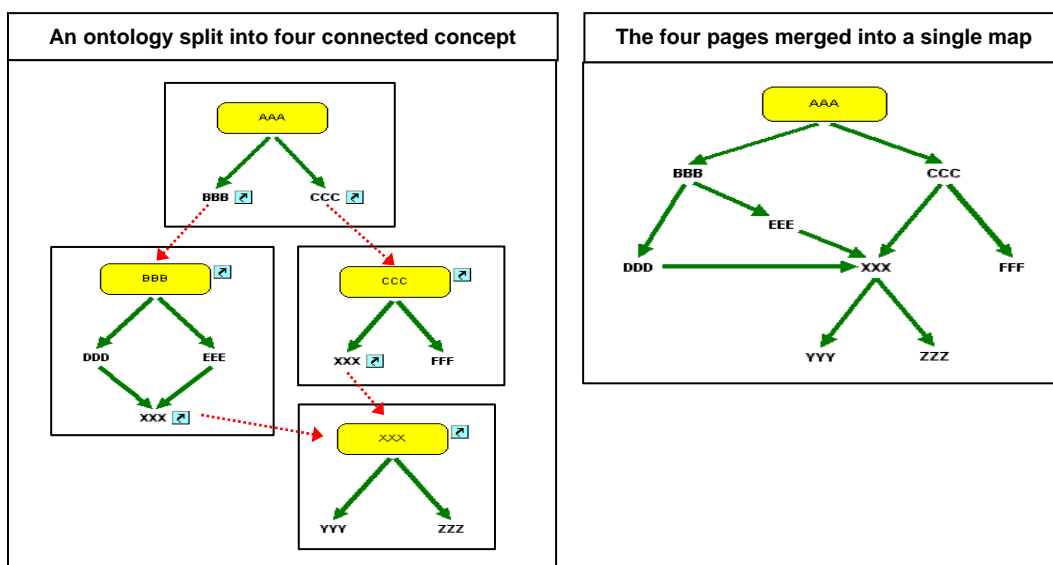 An ontology split into four connected concept
AAA
BBB CCC
BBB
DDD EEE
XXX
CCC
XXX FFF
XXX
YYY ZZZ
The four pages merged into a single map
AAA
BBB CCC
EEE
DDD XXX FFF
YYY ZZZ